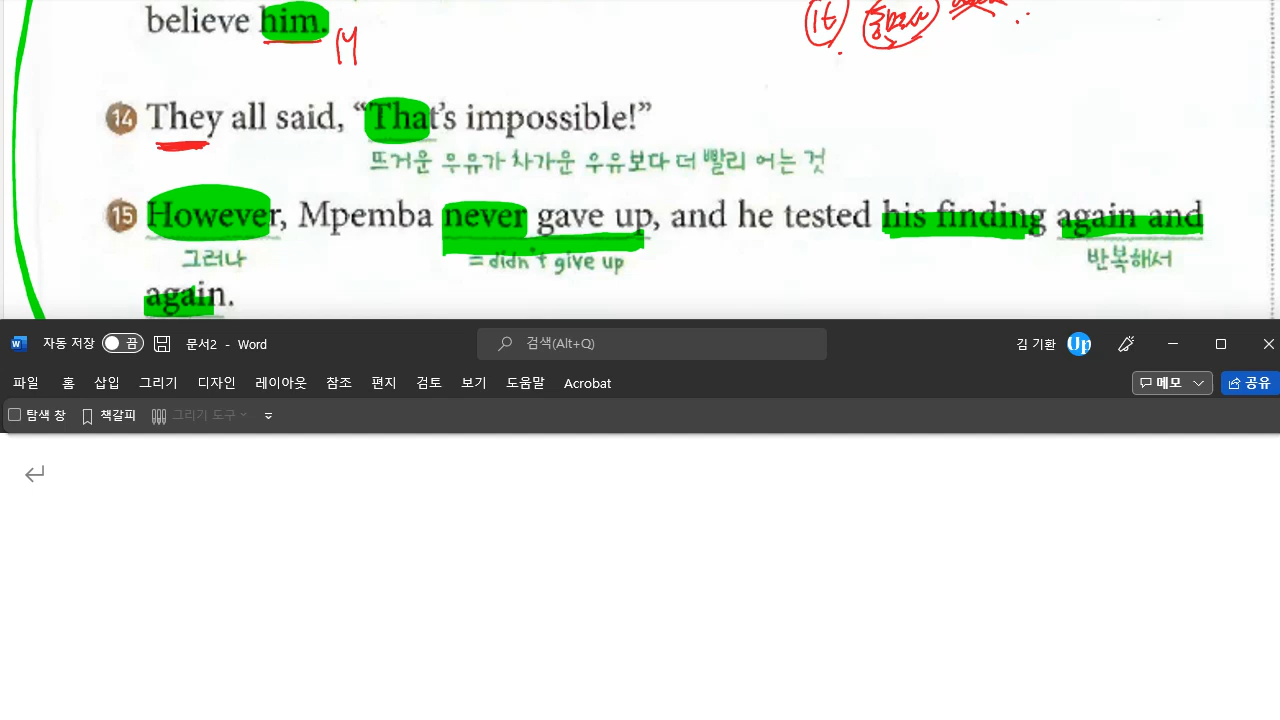 believe him.
M
It
14 They all said, “That’s impossible!”
뜨거운 우유가 차가운 우유보다 더 빨리 어는 것
15 However, Mpemba never gave up, and he tested his finding again and
그러나 = didn't give up 반복해서
again.
자동 저장 끔 문서2 - Word 검색(Alt+Q) 김 기환 Up
파일 홈 삽입 그리기 디자인 레이아웃 참조 편지 검토 보기 도움말 Acrobat 메모 공유
탐색 창 책갈피 그리기 도구